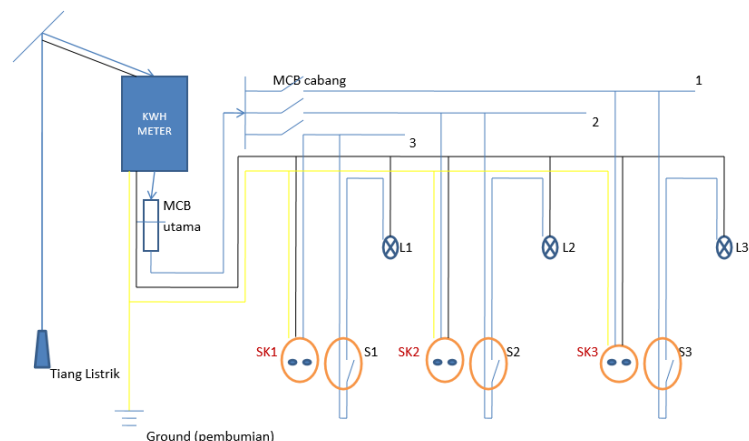 MCB cabang
1
KWH
METER
2
3
MCB
utama
L1
L2
L3
SK1
S1
SK2
S2
SK3
S3
Tiang Listrik
Ground (pembumian)